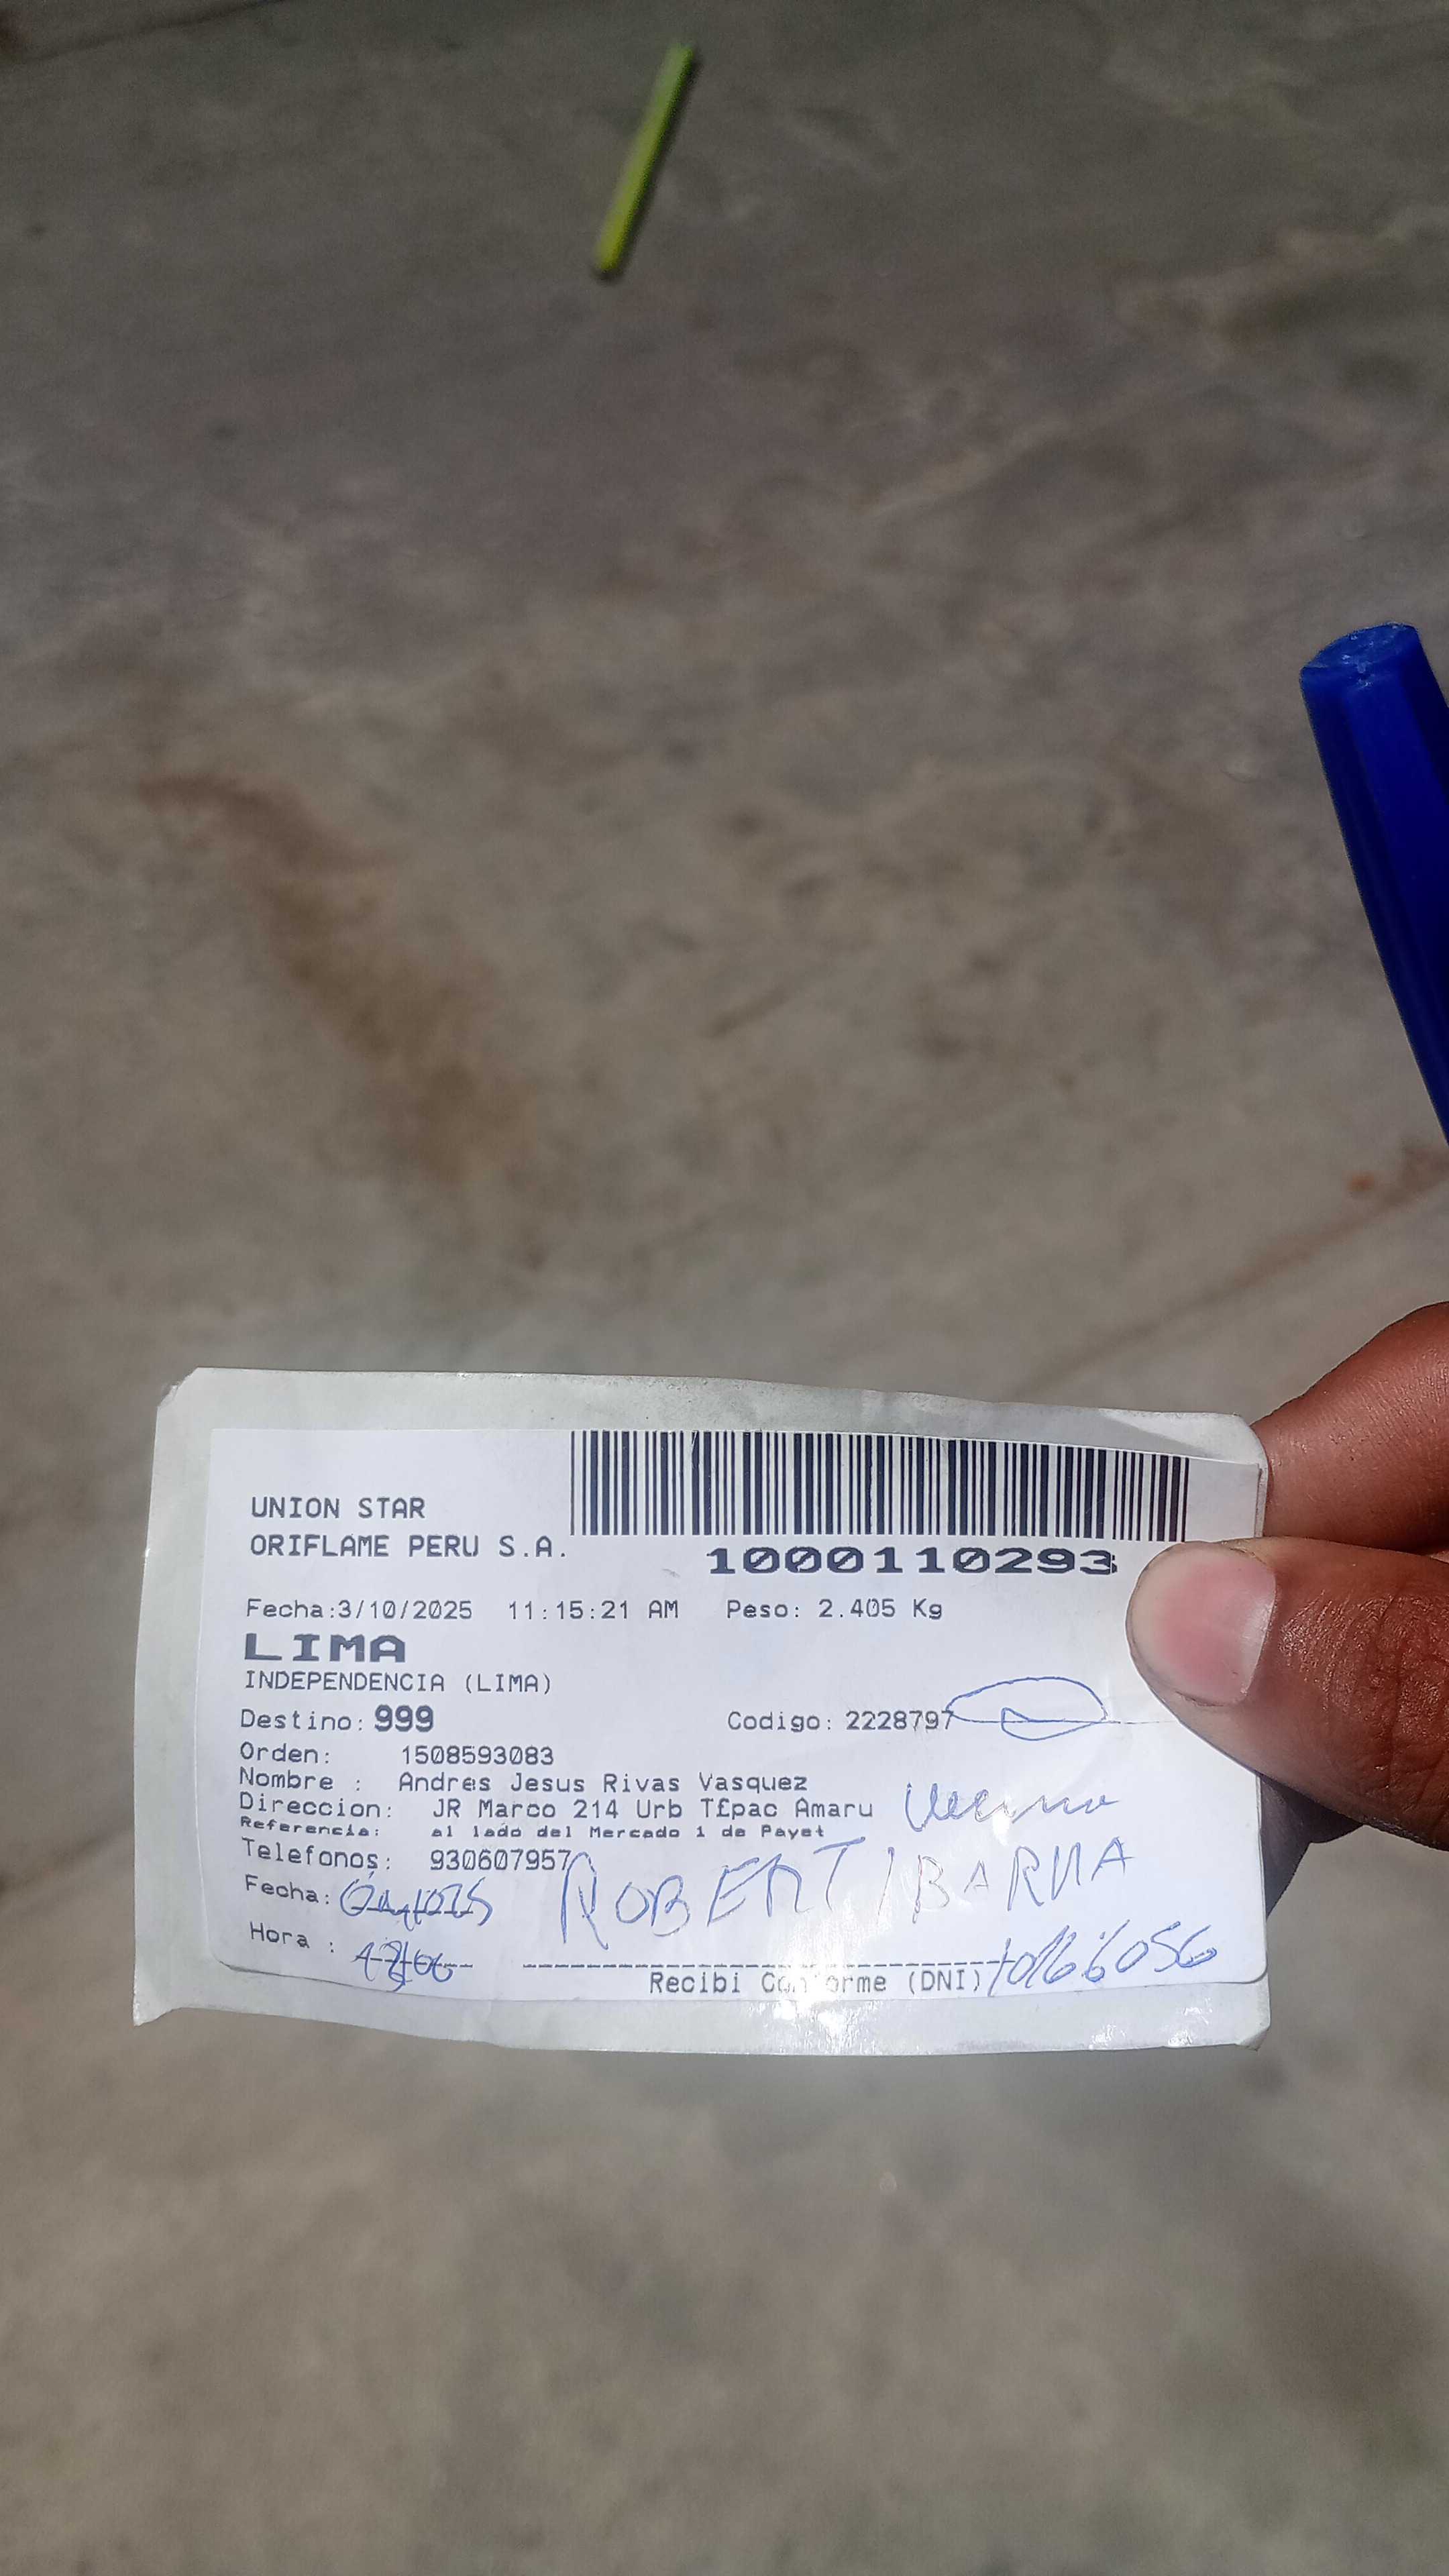 UNION STAR
ORIFLAME PERU S.A.
1000110293
Fecha:3/10/2025 11:15:21 AM Peso: 2.405 Kg
LIMA
INDEPENDENCIA (LIMA)
Destino: 999 Codigo: 2228797
Orden: 1508593083
Nombre : Andres Jesus Rivas Vasquez
Direccion: JR Marco 214 Urb T£pac Amaru
Referencia: al lado del Mercado 1 de Payet
Telefonos: 930607957
ROBERT IBARRA
Fecha:
Hora :
Recibi Conforme (DNI)